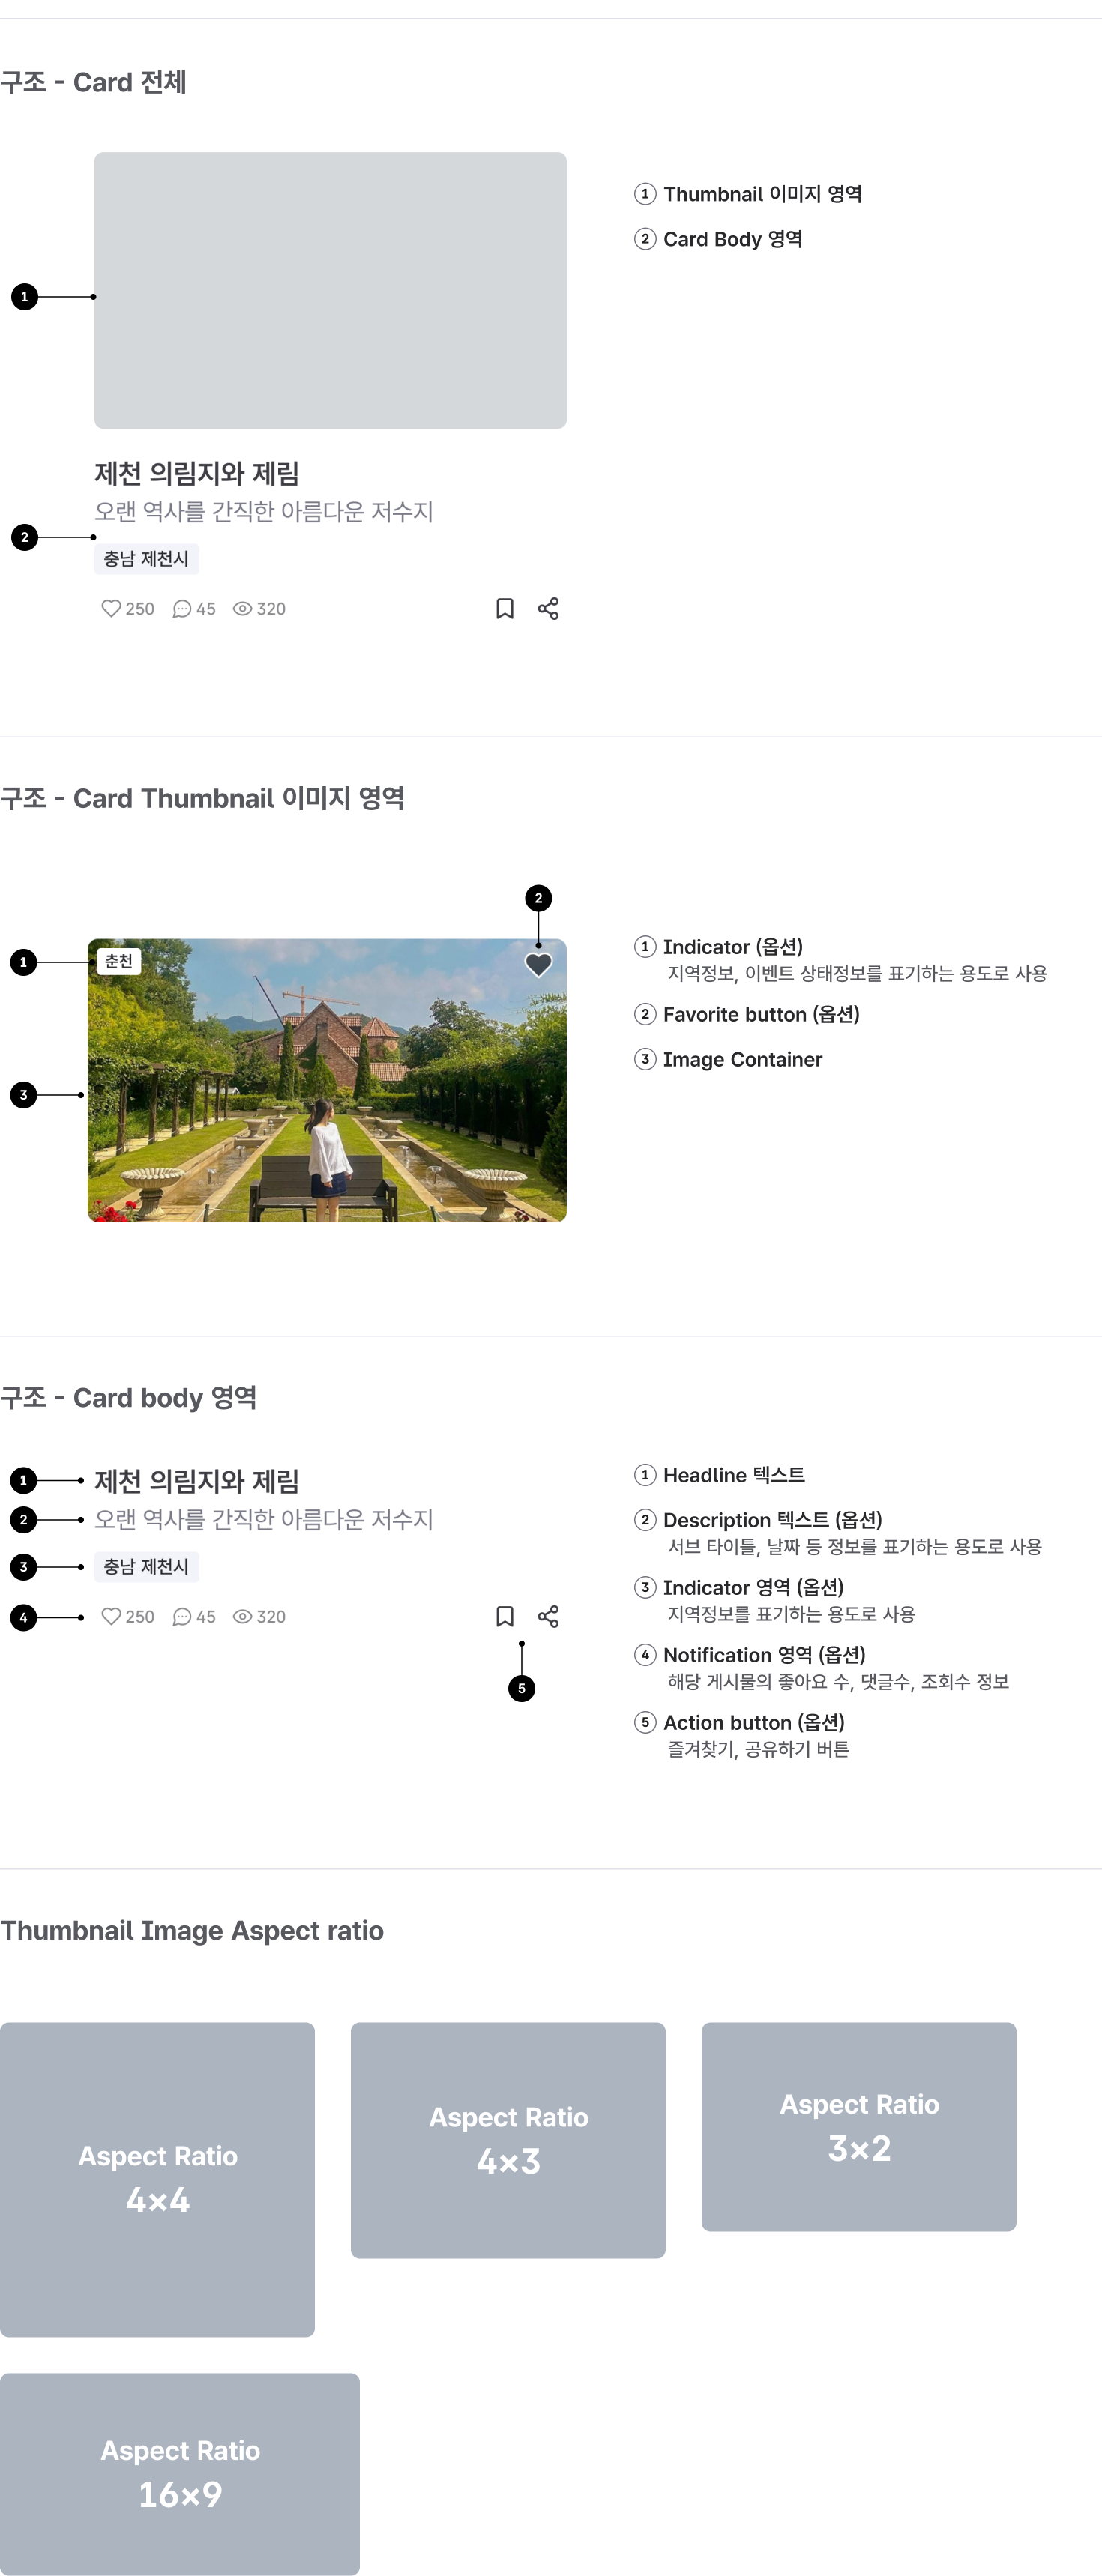 구조 - Card 전체
1
① Thumbnail 이미지 영역
② Card Body 영역
제천 의림지와 제림
오랜 역사를 간직한 아름다운 저수지
2
충남 제천시
250 45 320
구조 - Card Thumbnail 이미지 영역
2
1
춘천
3
① Indicator (옵션)
지역정보, 이벤트 상태정보를 표기하는 용도로 사용
② Favorite button (옵션)
③ Image Container
구조 - Card body 영역
1 제천 의림지와 제림
2 오랜 역사를 간직한 아름다운 저수지
3 충남 제천시
4 250 45 320
5
① Headline 텍스트
② Description 텍스트 (옵션)
서브 타이틀, 날짜 등 정보를 표기하는 용도로 사용
③ Indicator 영역 (옵션)
지역정보를 표기하는 용도로 사용
④ Notification 영역 (옵션)
해당 게시물의 좋아요 수, 댓글수, 조회수 정보
⑤ Action button (옵션)
즐겨찾기, 공유하기 버튼
Thumbnail Image Aspect ratio
Aspect Ratio
4×4
Aspect Ratio
4×3
Aspect Ratio
3×2
Aspect Ratio
16×9